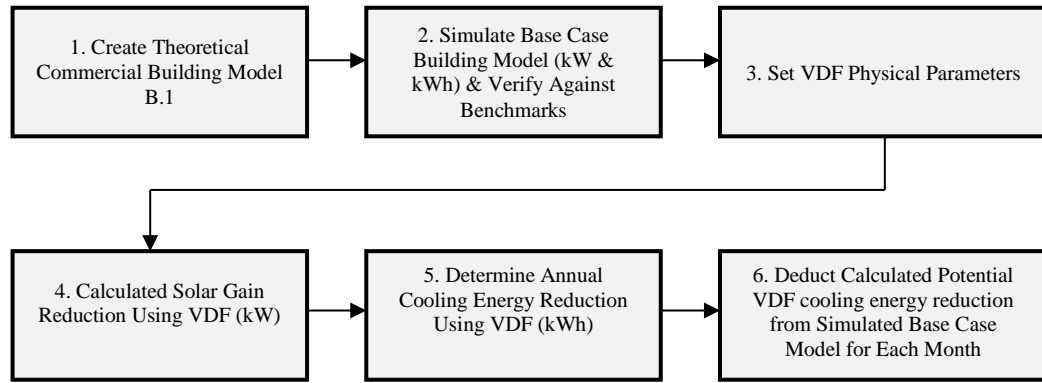 1. Create Theoretical
Commercial Building Model
B.1
2. Simulate Base Case
Building Model (kW &
kWh) & Verify Against
Benchmarks
3. Set VDF Physical Parameters
4. Calculated Solar Gain
Reduction Using VDF (kW)
5. Determine Annual
Cooling Energy Reduction
Using VDF (kWh)
6. Deduct Calculated Potential
VDF cooling energy reduction
from Simulated Base Case
Model for Each Month